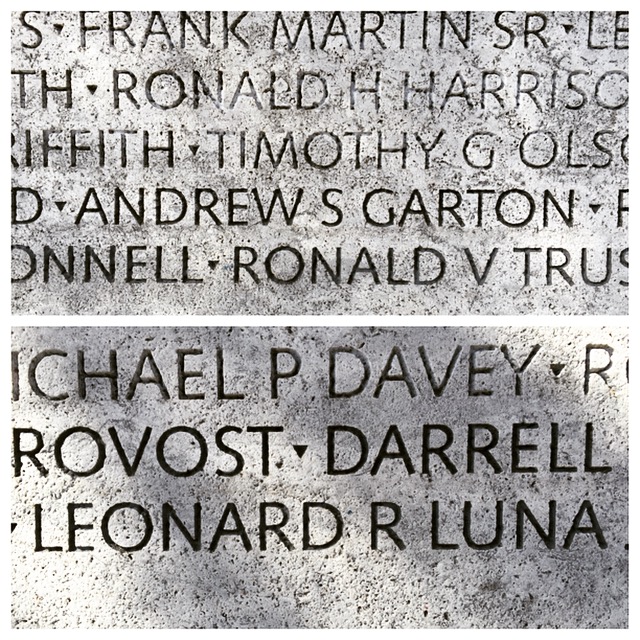 S▾FRANK MARTIN SR▾LE
TH▾RONALD H HARRISO
RIFFITH▾TIMOTHY G OLSO
D▾ANDREW S GARTON▾F
ONNELL▾RONALD V TRUS
ICHAEL P DAVEY▾RO
ROVOST▾DARRELL
▾LEONARD R LUNA